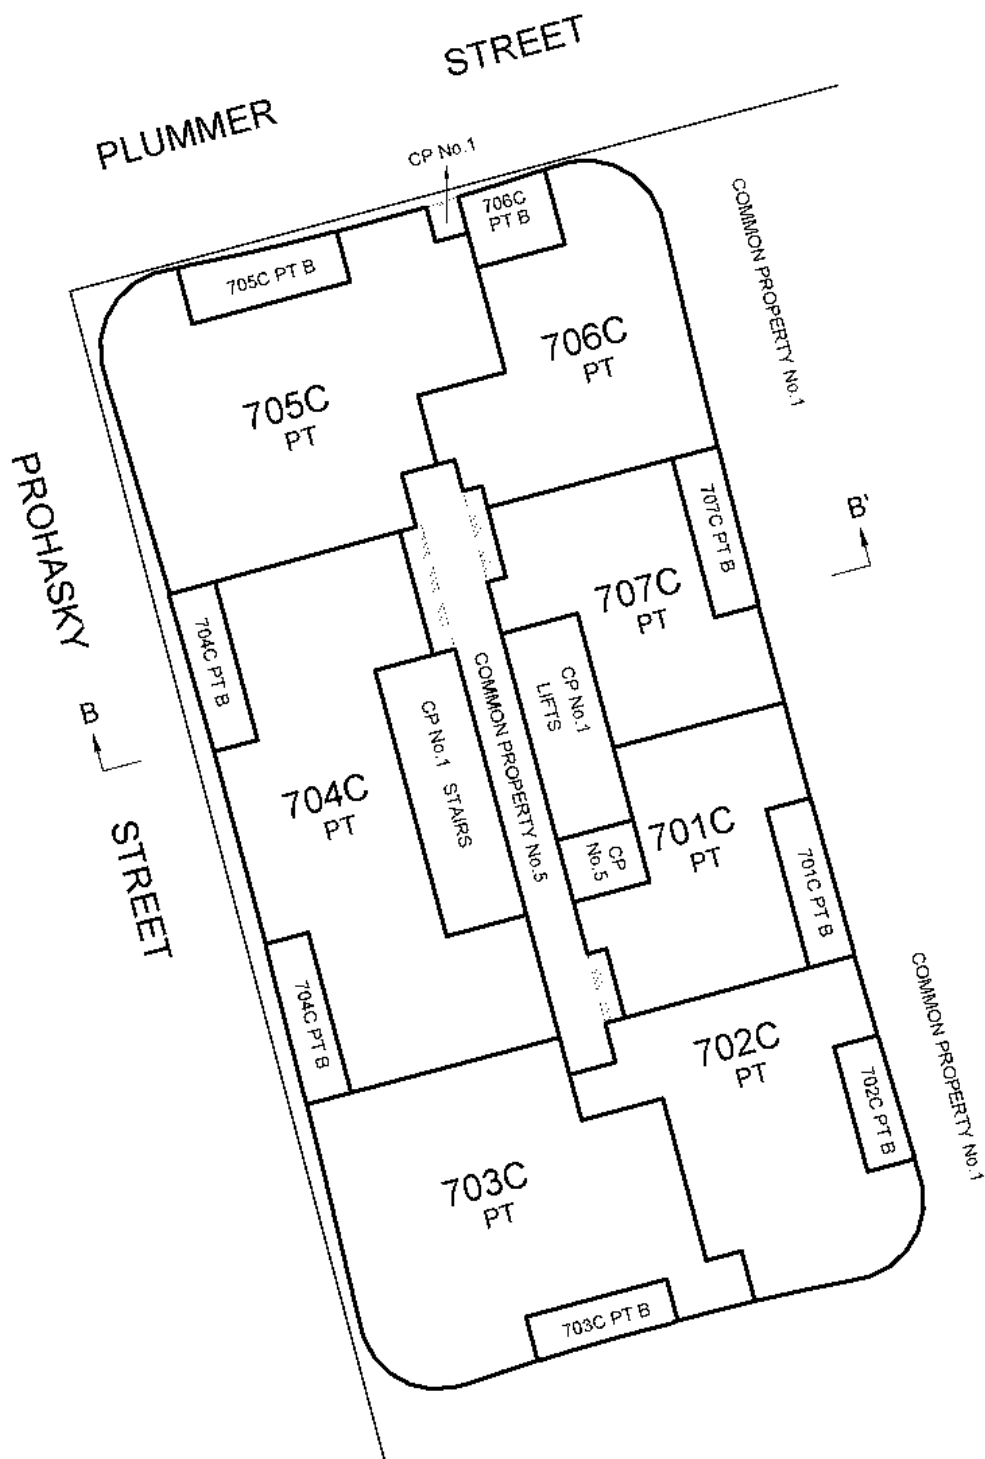 PLUMMER STREET
CP No.1
706C
PT B
705C PT B
COMMON PROPERTY No.1
706C
PT
705C
PT
PROHASKY STREET
707C PT B
B'
707C
PT
704C PT B
CP No.1
LIFTS
COMMON PROPERTY No.5
CP No.1 STAIRS
B
704C
PT
701C
PT
CP
No.5
701C PT B
704C PT B
COMMON PROPERTY No.1
702C
PT
702C PT B
703C
PT
703C PT B